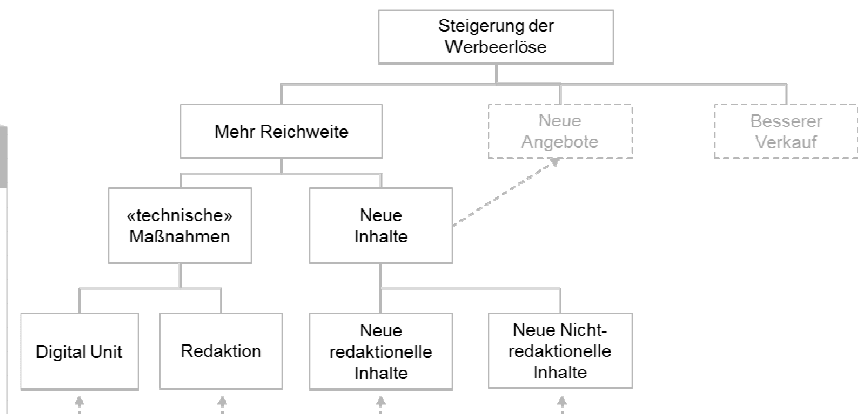 Steigerung der
Werbeerlöse
Mehr Reichweite
Neue
Angebote
Besserer
Verkauf
«technische»
Maßnahmen
Neue
Inhalte
Digital Unit
Redaktion
Neue
redaktionelle
Inhalte
Neue Nicht-
redaktionelle
Inhalte